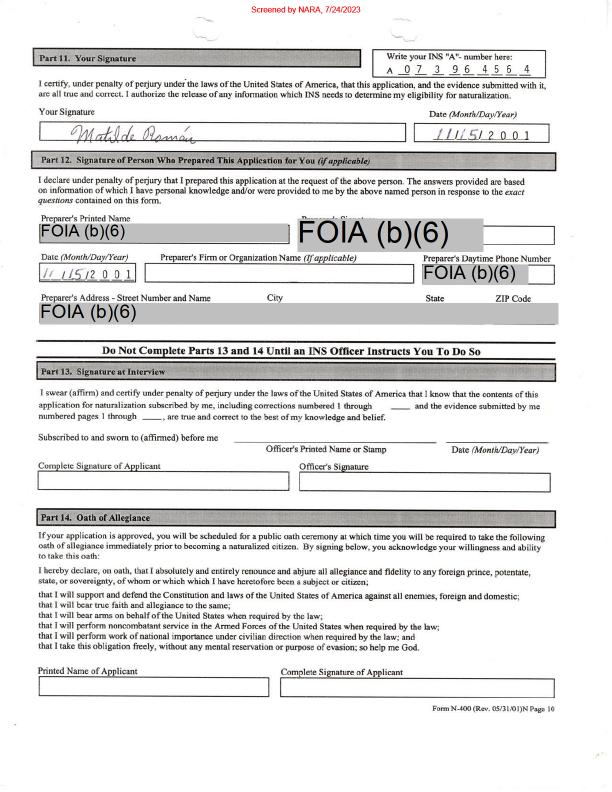 Screened by NARA, 7/24/2023
Part 11. Your Signature
Write your INS "A"- number here:
A 0 7 3 9 6 4 5 6 4
I certify, under penalty of perjury under the laws of the United States of America, that this application, and the evidence submitted with it,
are all true and correct. I authorize the release of any information which INS needs to determine my eligibility for naturalization.
Your Signature
Date (Month/Day/Year)
Matilde Román
11/15/2001
Part 12. Signature of Person Who Prepared This Application for You (if applicable)
I declare under penalty of perjury that I prepared this application at the request of the above person. The answers provided are based
on information of which I have personal knowledge and/or were provided to me by the above named person in response to the exact
questions contained on this form.
Preparer's Printed Name
FOIA (b)(6)
FOIA (b)(6)
Date (Month/Day/Year)
Preparer's Firm or Organization Name (If applicable)
Preparer's Daytime Phone Number
11/15/2001
FOIA (b)(6)
Preparer's Address - Street Number and Name
City
State
ZIP Code
FOIA (b)(6)
Do Not Complete Parts 13 and 14 Until an INS Officer Instructs You To Do So
Part 13. Signature at Interview
I swear (affirm) and certify under penalty of perjury under the laws of the United States of America that I know that the contents of this
application for naturalization subscribed by me, including corrections numbered 1 through ____ and the evidence submitted by me
numbered pages 1 through ____, are true and correct to the best of my knowledge and belief.
Subscribed to and sworn to (affirmed) before me
Officer's Printed Name or Stamp
Date (Month/Day/Year)
Complete Signature of Applicant
Officer's Signature
Part 14. Oath of Allegiance
If your application is approved, you will be scheduled for a public oath ceremony at which time you will be required to take the following
oath of allegiance immediately prior to becoming a naturalized citizen. By signing below, you acknowledge your willingness and ability
to take this oath:
I hereby declare, on oath, that I absolutely and entirely renounce and abjure all allegiance and fidelity to any foreign prince, potentate,
state, or sovereignty, of whom or which which I have heretofore been a subject or citizen;
that I will support and defend the Constitution and laws of the United States of America against all enemies, foreign and domestic;
that I will bear true faith and allegiance to the same;
that I will bear arms on behalf of the United States when required by the law;
that I will perform noncombatant service in the Armed Forces of the United States when required by the law;
that I will perform work of national importance under civilian direction when required by the law; and
that I take this obligation freely, without any mental reservation or purpose of evasion; so help me God.
Printed Name of Applicant
Complete Signature of Applicant
Form N-400 (Rev. 05/31/01)N Page 10